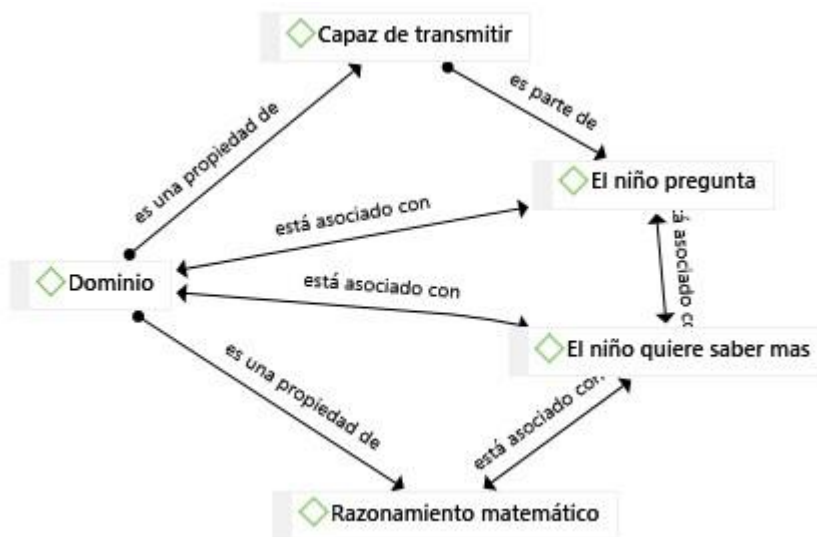 Capaz de transmitir
es parte de
es una propiedad de
El niño pregunta
está asociado con
Dominio
está asociado con
asociado
El niño quiere saber mas
es una propiedad de
está asociado con
Razonamiento matemático